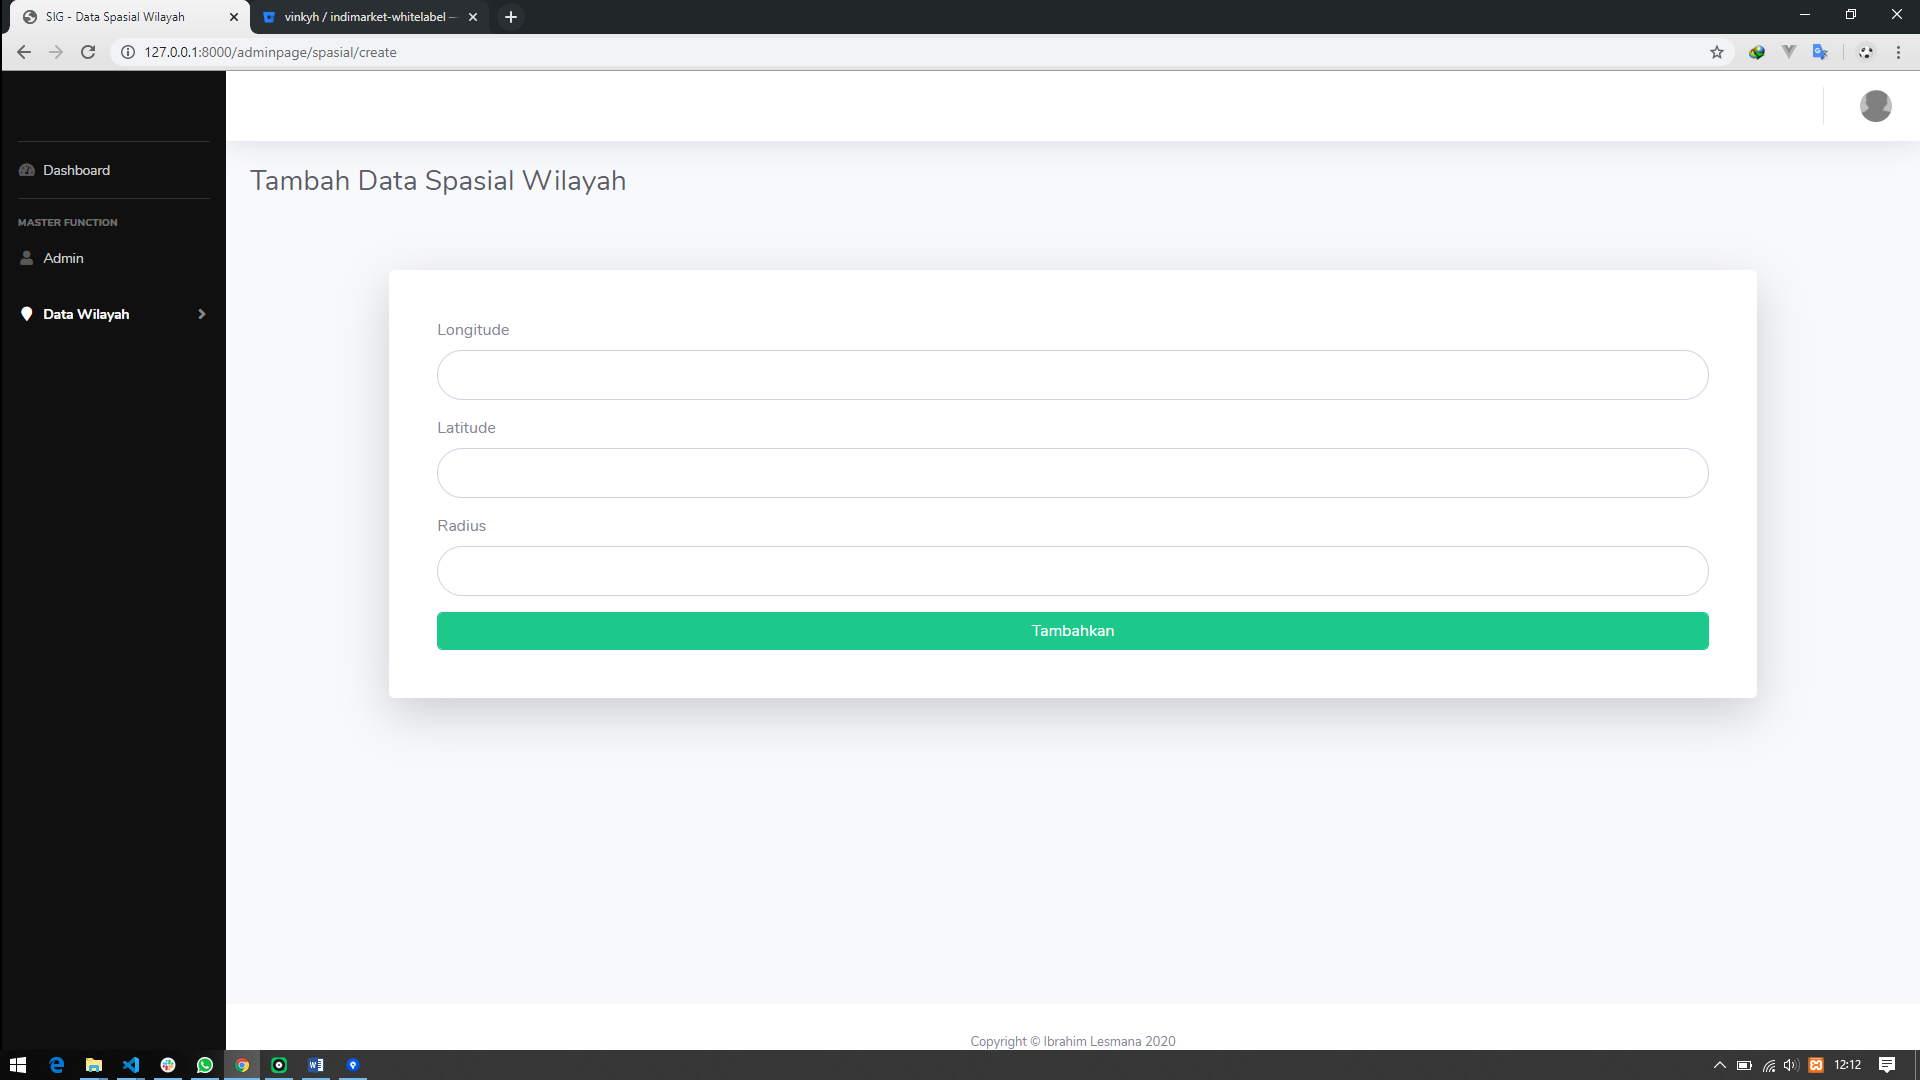 SIG - Data Spasial Wilayah
vinkyh / indimarket-whitelabel —
127.0.0.1:8000/adminpage/spasial/create
Dashboard
MASTER FUNCTION
Admin
Data Wilayah
Tambah Data Spasial Wilayah
Longitude
Latitude
Radius
Tambahkan
Copyright © Ibrahim Lesmana 2020
12:12